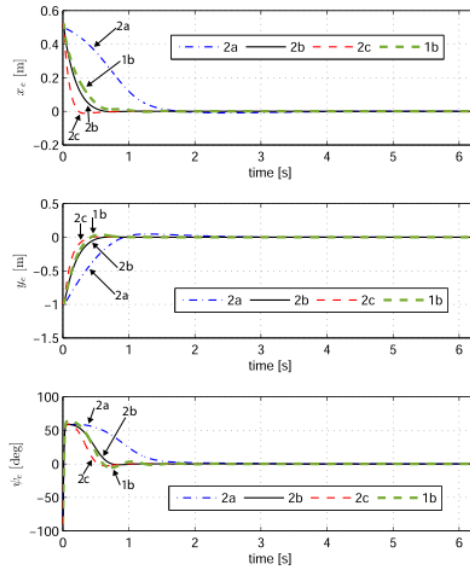 0.6
0.4
0.2
0
−0.2
x_e [m]
2a
1b
2c
2b
2a 2b 2c 1b
0 1 2 3 4 5 6
time [s]
0.5
0
−0.5
−1
−1.5
y_e [m]
2c
1b
2b
2a
2a 2b 2c 1b
0 1 2 3 4 5 6
time [s]
100
50
0
−50
−100
ψ_e [deg]
2a
2b
2c
1b
2a 2b 2c 1b
0 1 2 3 4 5 6
time [s]